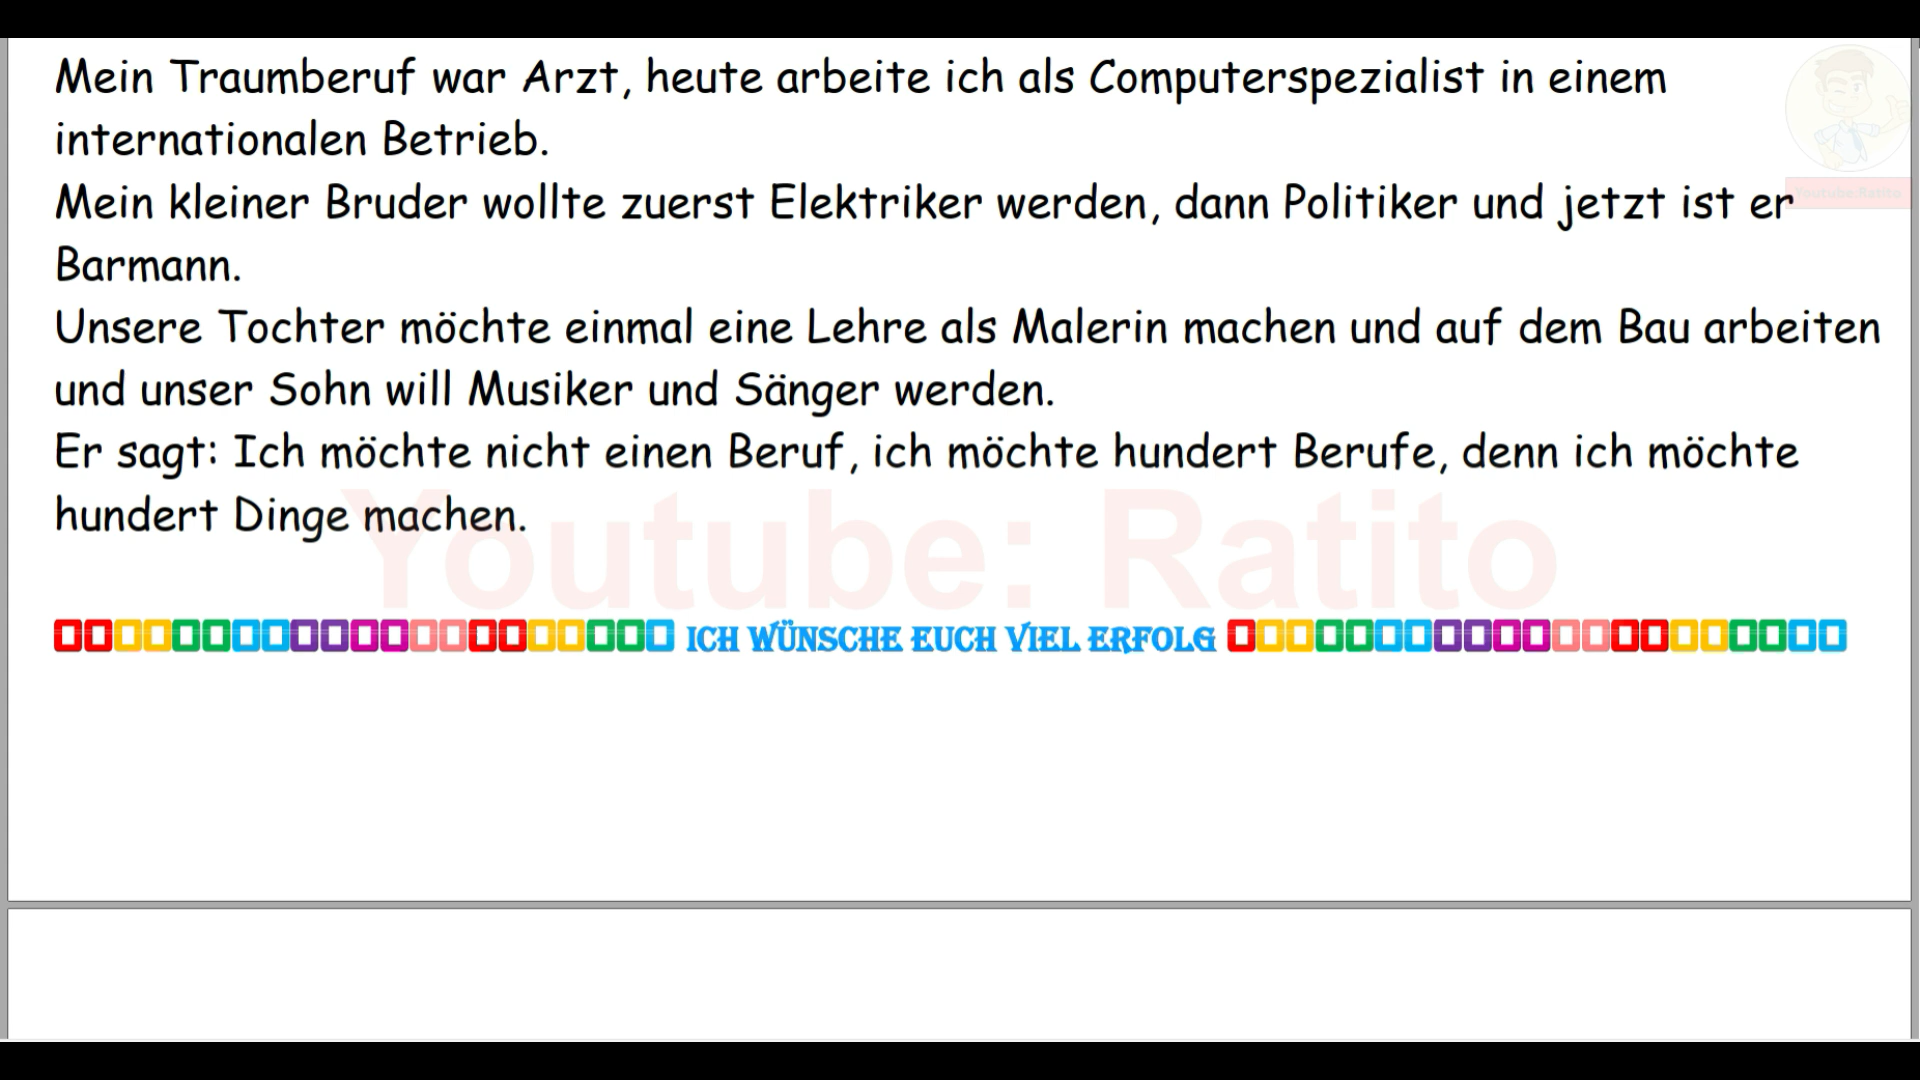 Mein Traumberuf war Arzt, heute arbeite ich als Computerspezialist in einem
internationalen Betrieb.
Mein kleiner Bruder wollte zuerst Elektriker werden, dann Politiker und jetzt ist er
Barmann.
Unsere Tochter möchte einmal eine Lehre als Malerin machen und auf dem Bau arbeiten
und unser Sohn will Musiker und Sänger werden.
Er sagt: Ich möchte nicht einen Beruf, ich möchte hundert Berufe, denn ich möchte
hundert Dinge machen.
ICH WÜNSCHE EUCH VIEL ERFOLG
Youtube: Ratito
Youtube:Ratito